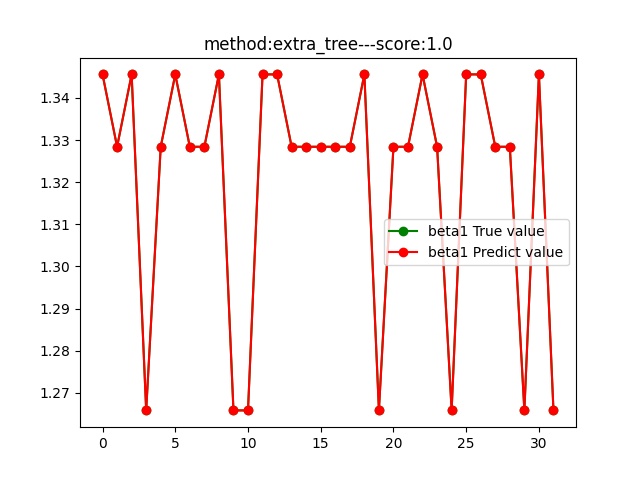 method:extra_tree---score:1.0
1.34
1.33
1.32
1.31
1.30
1.29
1.28
1.27
beta1 True value
beta1 Predict value
0 5 10 15 20 25 30